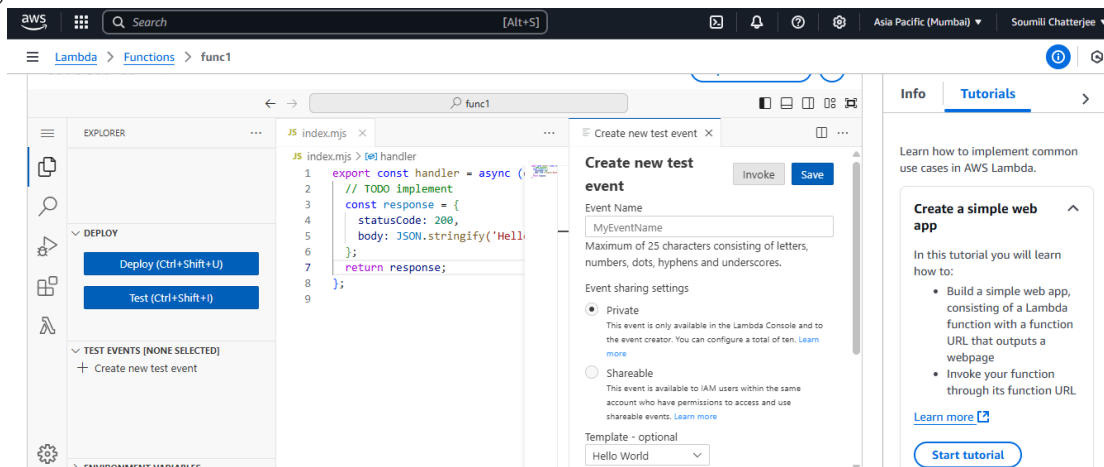 aws
Search [Alt+S]
Asia Pacific (Mumbai)
Soumili Chatterjee
Lambda > Functions > func1
func1
EXPLORER
DEPLOY
Deploy (Ctrl+Shift+U)
Test (Ctrl+Shift+I)
TEST EVENTS [NONE SELECTED]
+ Create new test event
JS index.mjs
JS index.mjs > handler
1 export const handler = async (
2 // TODO implement
3 const response = {
4 statusCode: 200,
5 body: JSON.stringify('Hell
6 };
7 return response;
8 };
9
Create new test event
Create new test
event
Invoke
Save
Event Name
MyEventName
Maximum of 25 characters consisting of letters,
numbers, dots, hyphens and underscores.
Event sharing settings
Private
This event is only available in the Lambda Console and to
the event creator. You can configure a total of ten. Learn
more
Shareable
This event is available to IAM users within the same
account who have permissions to access and use
shareable events. Learn more
Template - optional
Hello World
Info
Tutorials
Learn how to implement common
use cases in AWS Lambda.
Create a simple web
app
In this tutorial you will learn
how to:
• Build a simple web app,
consisting of a Lambda
function with a function
URL that outputs a
webpage
• Invoke your function
through its function URL
Learn more
Start tutorial